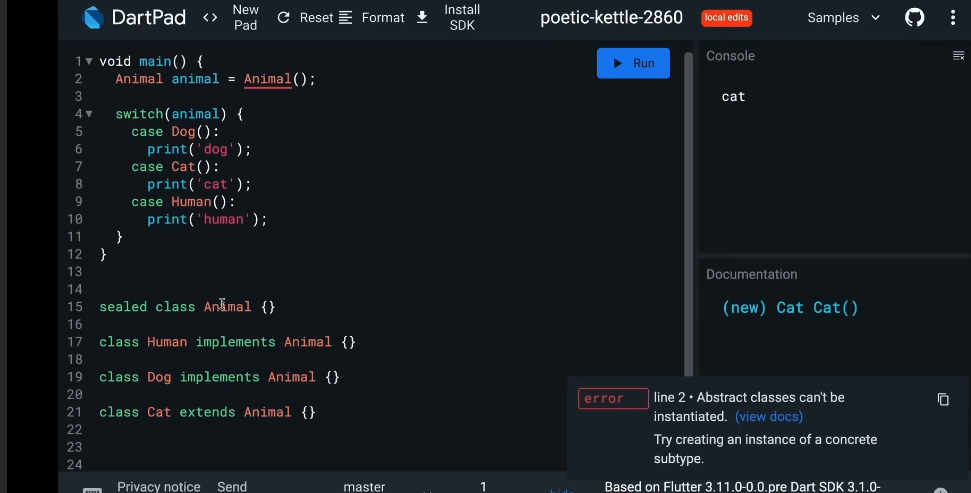 DartPad
<>
New Pad
Reset
Format
Install SDK
poetic-kettle-2860
local edits
Samples
1 void main() {
2 Animal animal = Animal();
3
4 switch(animal) {
5 case Dog():
6 print('dog');
7 case Cat():
8 print('cat');
9 case Human():
10 print('human');
11 }
12 }
13
14
15 sealed class Animal {}
16
17 class Human implements Animal {}
18
19 class Dog implements Animal {}
20
21 class Cat extends Animal {}
22
23
24
Run
Console
cat
Documentation
(new) Cat Cat()
error
line 2 • Abstract classes can't be
instantiated. (view docs)
Try creating an instance of a concrete
subtype.
Privacy notice Send master 1 hide Based on Flutter 3.11.0-0.0.pre Dart SDK 3.1.0-